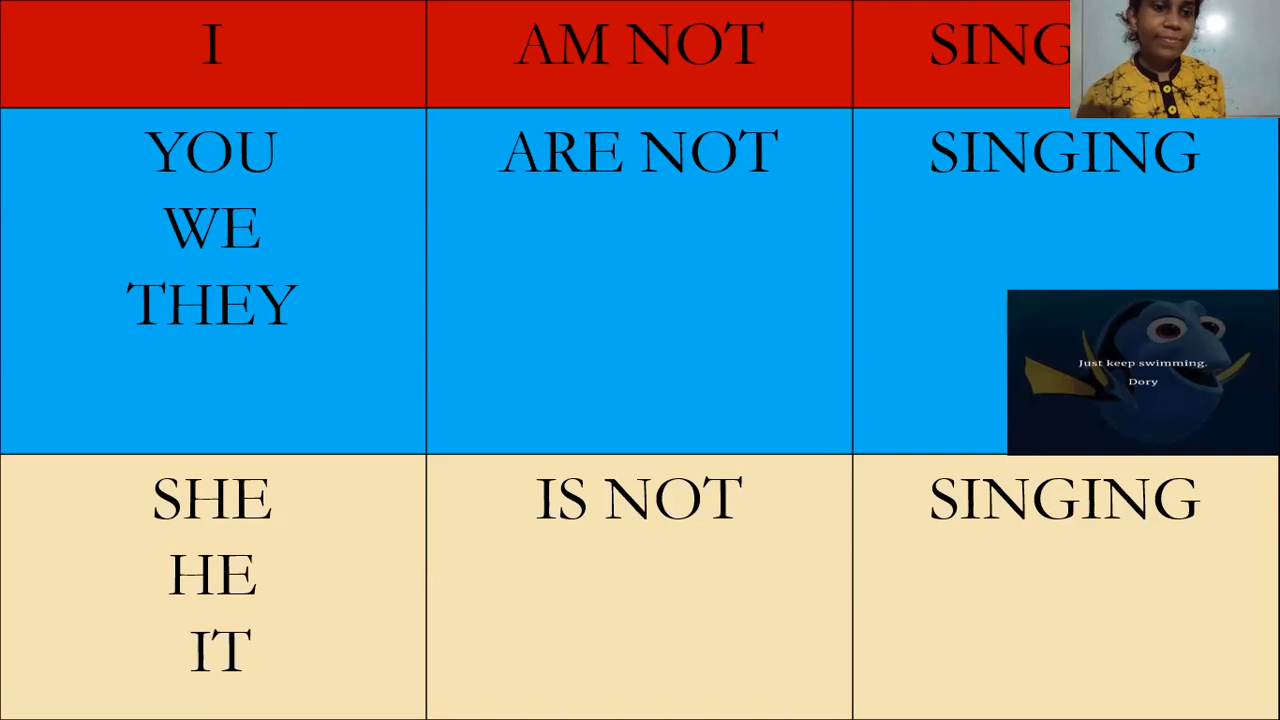 I AM NOT
YOU ARE NOT SINGING
WE
THEY
Just keep swimming.
Dory
SHE IS NOT SINGING
HE
IT